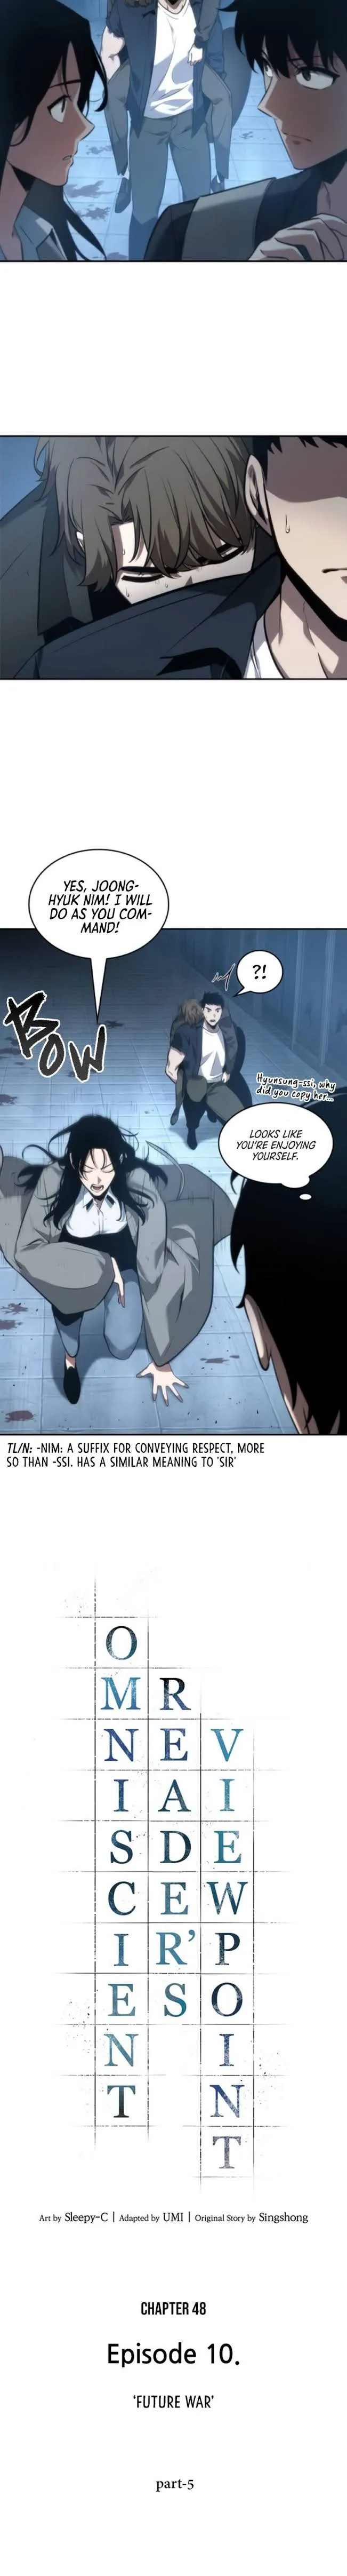 YES, JOONG-
HYUK NIM! I WILL
DO AS YOU COM-
MAND!
?!
BOW
Hyunsung-ssi, why
did you copy her...
LOOKS LIKE
YOU'RE ENJOYING
YOURSELF.
TL/N: -NIM: A SUFFIX FOR CONVEYING RESPECT, MORE
SO THAN -SSI. HAS A SIMILAR MEANING TO 'SIR'
OMNISCIENT
READER'S
VIEWPOINT
Art by Sleepy-C | Adapted by UMI | Original Story by Singshong
CHAPTER 48
Episode 10.
'FUTURE WAR'
part-5